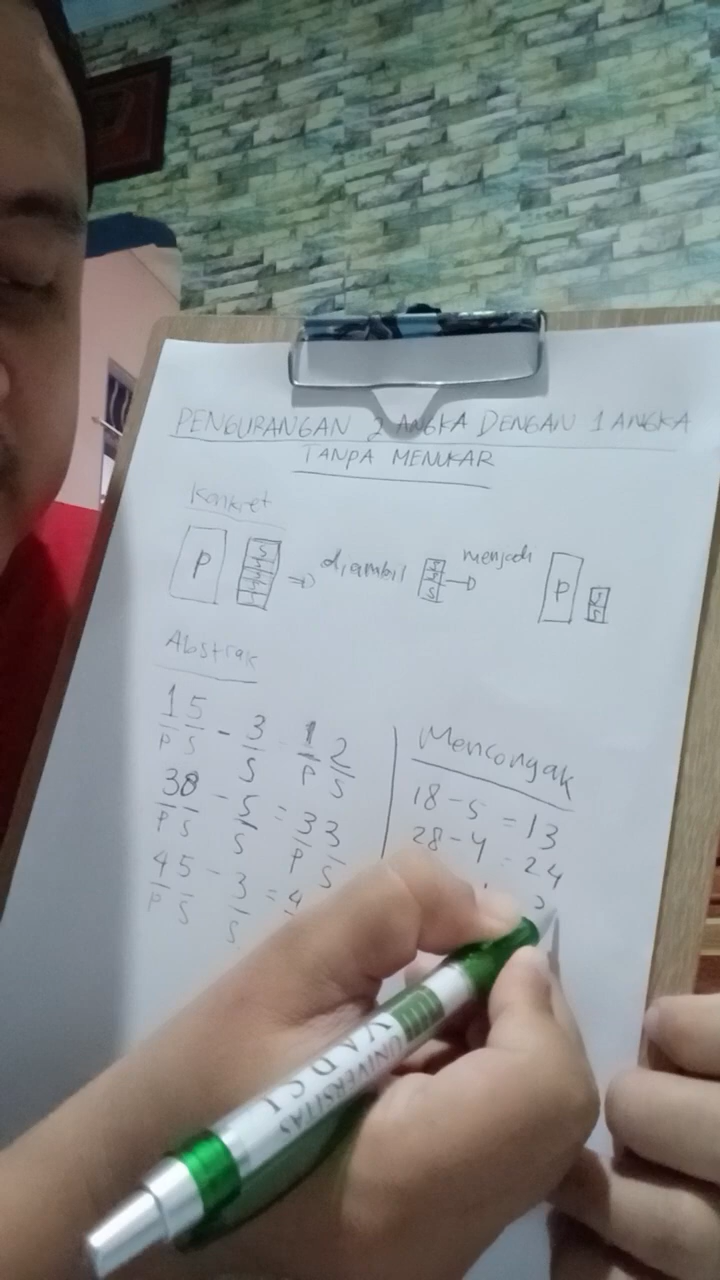 PENGURANGAN 2 ANGKA DENGAN 1 ANGKA
TANPA MENUKAR
Konkret
P S diambil S menjadi P S
Abstrak
15 - 3 12
P S S P S
38 - 5 = 33
P S S P S
45 - 3 = 4
P S S
Mencongak
18 - 5 = 13
28 - 4 = 24
UNIVERSITAS